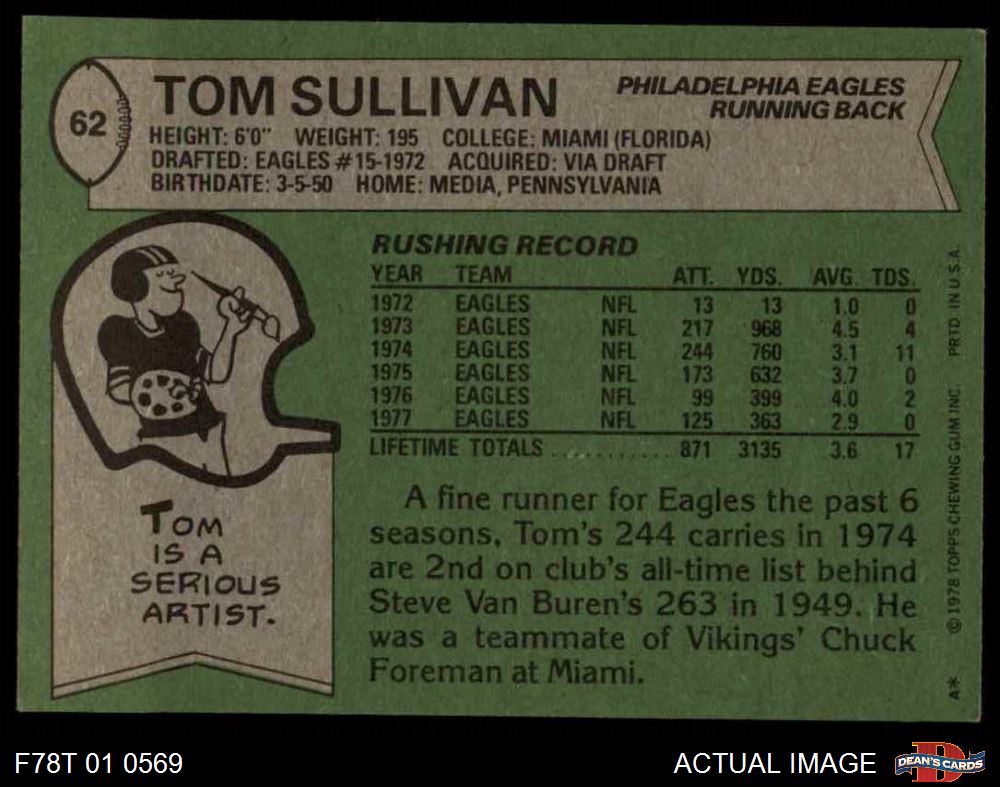 62
TOM SULLIVAN
PHILADELPHIA EAGLES
RUNNING BACK
HEIGHT: 6'0" WEIGHT: 195 COLLEGE: MIAMI (FLORIDA)
DRAFTED: EAGLES #15-1972 ACQUIRED: VIA DRAFT
BIRTHDATE: 3-5-50 HOME: MEDIA, PENNSYLVANIA
RUSHING RECORD
YEAR TEAM ATT. YDS. AVG. TDS.
1972 EAGLES NFL 13 13 1.0 0
1973 EAGLES NFL 217 968 4.5 4
1974 EAGLES NFL 244 760 3.1 11
1975 EAGLES NFL 173 632 3.7 0
1976 EAGLES NFL 99 399 4.0 2
1977 EAGLES NFL 125 363 2.9 0
LIFETIME TOTALS ............ 871 3135 3.6 17
A fine runner for Eagles the past 6
seasons, Tom's 244 carries in 1974
are 2nd on club's all-time list behind
Steve Van Buren's 263 in 1949. He
was a teammate of Vikings' Chuck
Foreman at Miami.
TOM
IS A
SERIOUS
ARTIST.
A* © 1978 TOPPS CHEWING GUM INC. PRTD. IN U.S.A.
F78T 01 0569
ACTUAL IMAGE
D
DEAN'S CARDS